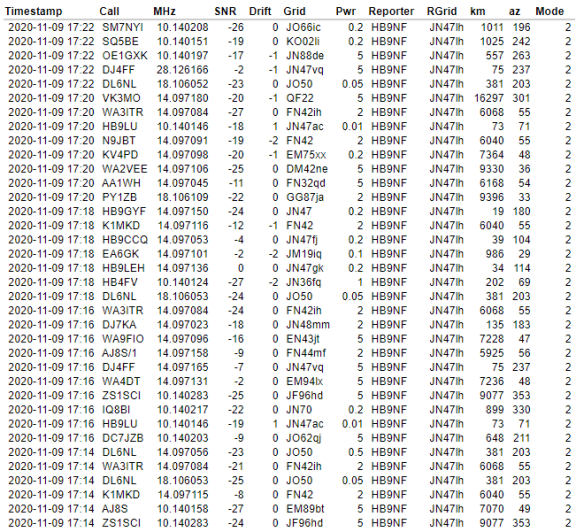 Timestamp Call MHz SNR Drift Grid Pwr Reporter RGrid km az Mode
2020-11-09 17:22 SM7NYI 10.140208 -26 0 JO66ic 0.2 HB9NF JN47lh 1011 196 2
2020-11-09 17:22 SQ5BE 10.140151 -19 0 KO02li 0.2 HB9NF JN47lh 1025 242 2
2020-11-09 17:22 OE1GXK 10.140197 -17 -1 JN88de 5 HB9NF JN47lh 557 263 2
2020-11-09 17:22 DJ4FF 28.126166 -2 -1 JN47vq 5 HB9NF JN47lh 75 237 2
2020-11-09 17:22 DL6NL 18.106052 -23 0 JO50 0.05 HB9NF JN47lh 381 203 2
2020-11-09 17:20 VK3MO 14.097180 -20 -1 QF22 5 HB9NF JN47lh 16297 301 2
2020-11-09 17:20 WA3ITR 14.097084 -27 0 FN42ih 2 HB9NF JN47lh 6068 55 2
2020-11-09 17:20 HB9LU 10.140146 -18 1 JN47ac 0.01 HB9NF JN47lh 73 71 2
2020-11-09 17:20 N9JBT 14.097091 -19 -2 FN42 2 HB9NF JN47lh 6040 55 2
2020-11-09 17:20 KV4PD 14.097098 -20 -1 EM75xx 0.2 HB9NF JN47lh 7364 48 2
2020-11-09 17:20 WA2VEE 14.097106 -25 0 DM42ne 5 HB9NF JN47lh 9330 36 2
2020-11-09 17:20 AA1WH 14.097045 -11 0 FN32qd 5 HB9NF JN47lh 6168 54 2
2020-11-09 17:20 PY1ZB 18.106109 -22 0 GG87ja 2 HB9NF JN47lh 9396 33 2
2020-11-09 17:18 HB9GYF 14.097150 -24 0 JN47 0.2 HB9NF JN47lh 19 180 2
2020-11-09 17:18 K1MKD 14.097116 -12 -1 FN42 2 HB9NF JN47lh 6040 55 2
2020-11-09 17:18 HB9CCQ 14.097053 -4 0 JN47fj 0.2 HB9NF JN47lh 39 104 2
2020-11-09 17:18 EA6GK 14.097101 -2 -2 JM19iq 0.1 HB9NF JN47lh 986 29 2
2020-11-09 17:18 HB9LEH 14.097136 0 0 JN47gk 0.2 HB9NF JN47lh 34 114 2
2020-11-09 17:18 HB4FV 10.140124 -27 -2 JN36fq 1 HB9NF JN47lh 202 69 2
2020-11-09 17:18 DL6NL 18.106053 -24 0 JO50 0.05 HB9NF JN47lh 381 203 2
2020-11-09 17:16 WA3ITR 14.097084 -24 0 FN42ih 2 HB9NF JN47lh 6068 55 2
2020-11-09 17:16 DJ7KA 14.097023 -18 0 JN48mm 2 HB9NF JN47lh 135 183 2
2020-11-09 17:16 WA9FIO 14.097096 -16 0 EN43jt 5 HB9NF JN47lh 7228 47 2
2020-11-09 17:16 AJ8S/1 14.097158 -9 0 FN44mf 2 HB9NF JN47lh 5925 56 2
2020-11-09 17:16 DJ4FF 14.097165 -7 0 JN47vq 5 HB9NF JN47lh 75 237 2
2020-11-09 17:16 WA4DT 14.097131 -2 0 EM94lx 5 HB9NF JN47lh 7236 48 2
2020-11-09 17:16 ZS1SCI 10.140283 -25 0 JF96hd 5 HB9NF JN47lh 9077 353 2
2020-11-09 17:16 IQ8BI 10.140217 -22 0 JN70 0.2 HB9NF JN47lh 899 330 2
2020-11-09 17:16 HB9LU 10.140146 -19 1 JN47ac 0.01 HB9NF JN47lh 73 71 2
2020-11-09 17:16 DC7JZB 10.140203 -9 0 JO62qj 5 HB9NF JN47lh 648 211 2
2020-11-09 17:14 DL6NL 14.097056 -23 0 JO50 0.5 HB9NF JN47lh 381 203 2
2020-11-09 17:14 WA3ITR 14.097084 -21 0 FN42ih 2 HB9NF JN47lh 6068 55 2
2020-11-09 17:14 DL6NL 18.106053 -25 0 JO50 0.05 HB9NF JN47lh 381 203 2
2020-11-09 17:14 K1MKD 14.097115 -8 0 FN42 2 HB9NF JN47lh 6040 55 2
2020-11-09 17:14 AJ8S 10.140158 -27 0 EM89bt 5 HB9NF JN47lh 7070 49 2
2020-11-09 17:14 ZS1SCI 10.140283 -24 0 JF96hd 5 HB9NF JN47lh 9077 353 2